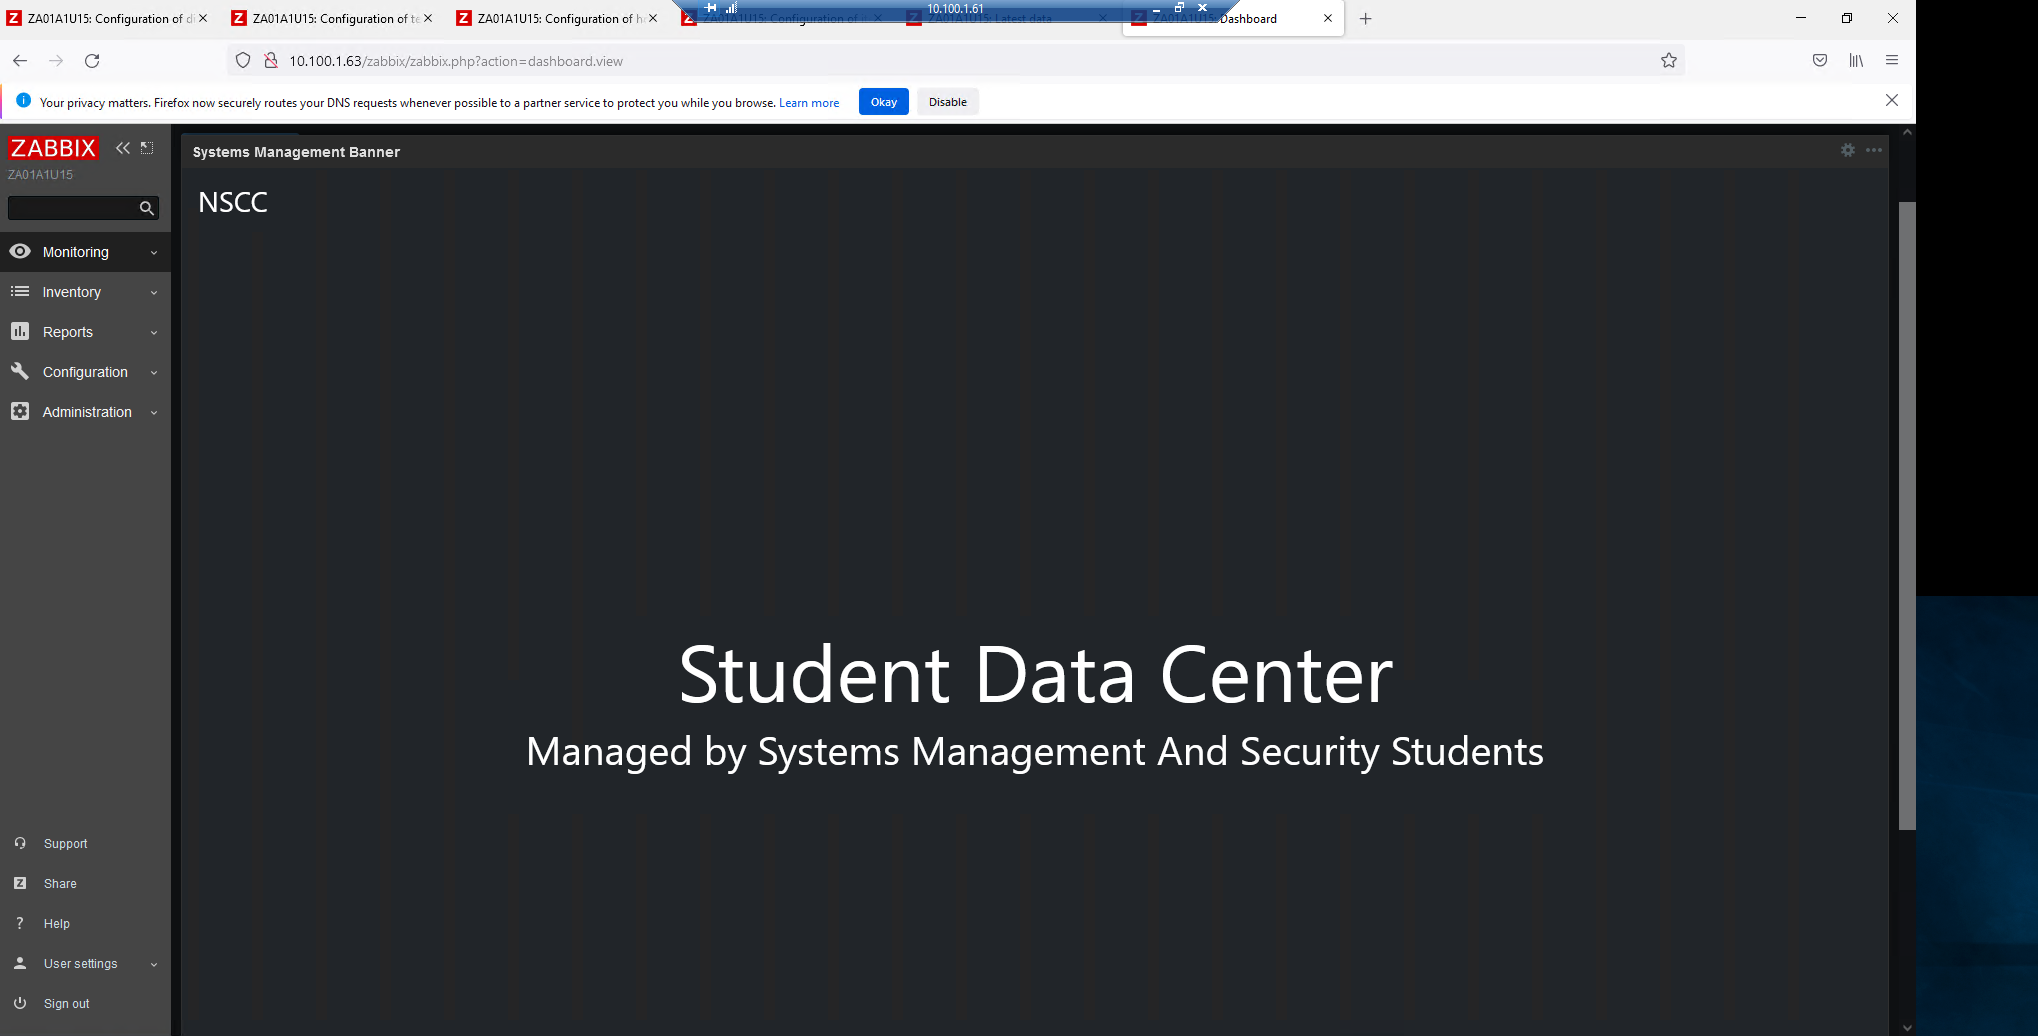 10.100.1.61
ZA01A1U15: Configuration of di
ZA01A1U15: Configuration of te
ZA01A1U15: Configuration of ho
ZA01A1U15: Configuration of
ZA01A1U15: Latest data
ZA01A1U15: Dashboard
10.100.1.63/zabbix/zabbix.php?action=dashboard.view
Your privacy matters. Firefox now securely routes your DNS requests whenever possible to a partner service to protect you while you browse. Learn more Okay Disable
ZABBIX
ZA01A1U15
Monitoring
Inventory
Reports
Configuration
Administration
Support
Z Share
? Help
User settings
Sign out
Systems Management Banner
NSCC
Student Data Center
Managed by Systems Management And Security Students